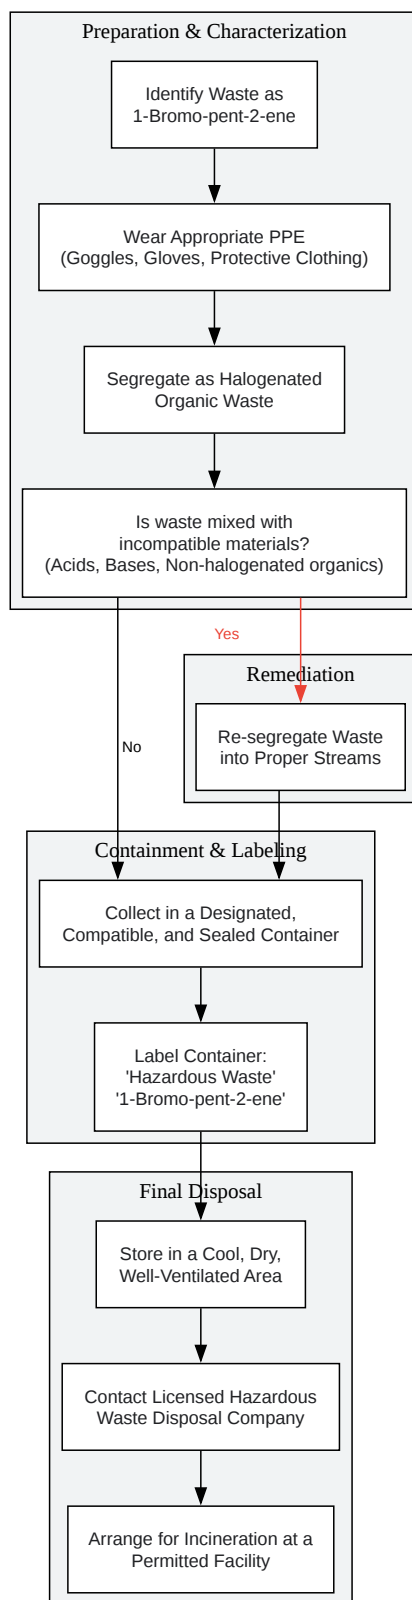 Preparation & Characterization
Identify Waste as
1-Bromo-pent-2-ene
Wear Appropriate PPE
(Goggles, Gloves, Protective Clothing)
Segregate as Halogenated
Organic Waste
Is waste mixed with
incompatible materials?
(Acids, Bases, Non-halogenated organics)
Yes
Remediation
Re-segregate Waste
into Proper Streams
No
Containment & Labeling
Collect in a Designated,
Compatible, and Sealed Container
Label Container:
'Hazardous Waste'
'1-Bromo-pent-2-ene'
Final Disposal
Store in a Cool, Dry,
Well-Ventilated Area
Contact Licensed Hazardous
Waste Disposal Company
Arrange for Incineration at a
Permitted Facility